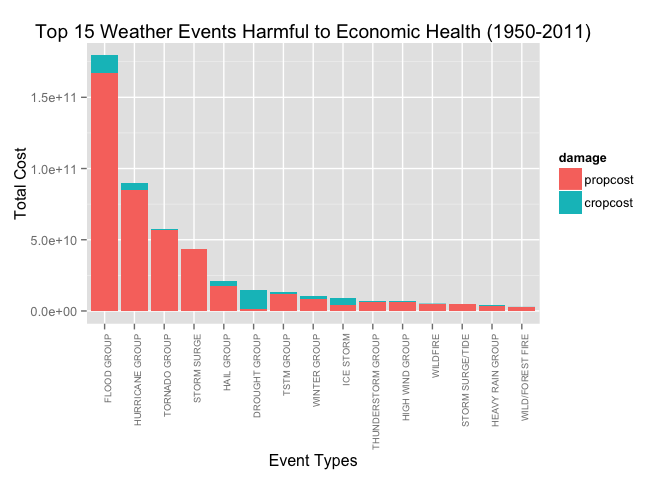 Top 15 Weather Events Harmful to Economic Health (1950-2011)
Total Cost
1.5e+11
1.0e+11
5.0e+10
0.0e+00
damage
propcost
cropcost
FLOOD GROUP
HURRICANE GROUP
TORNADO GROUP
STORM SURGE
HAIL GROUP
DROUGHT GROUP
TSTM GROUP
WINTER GROUP
ICE STORM
THUNDERSTORM GROUP
HIGH WIND GROUP
WILDFIRE
STORM SURGE/TIDE
HEAVY RAIN GROUP
WILD/FOREST FIRE
Event Types